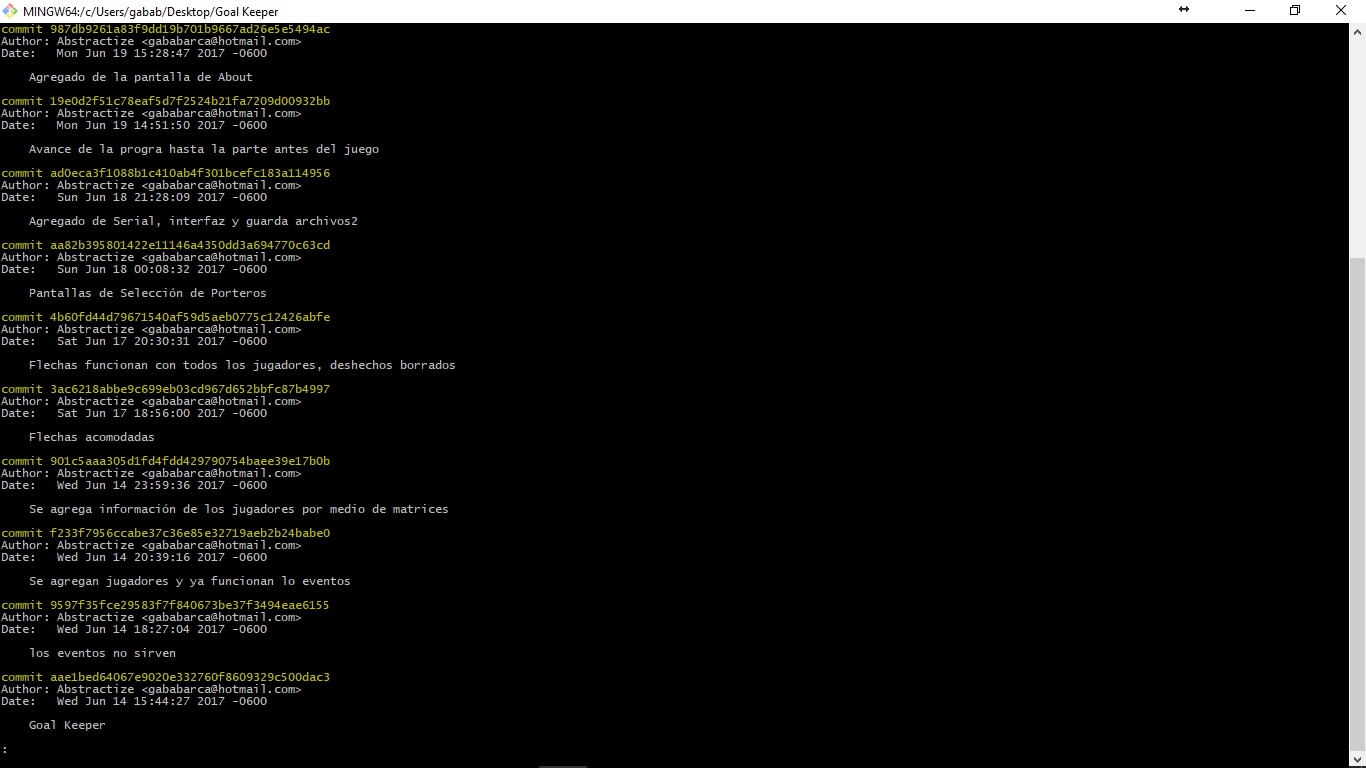 MINGW64:/c/Users/gabab/Desktop/Goal Keeper
commit 987db9261a83f9dd19b701b9667ad26e5e5494ac
Author: Abstractize <gababarca@hotmail.com>
Date:   Mon Jun 19 15:28:47 2017 -0600
Agregado de la pantalla de About
commit 19e0d2f51c78eaf5d7f2524b21fa7209d00932bb
Author: Abstractize <gababarca@hotmail.com>
Date:   Mon Jun 19 14:51:50 2017 -0600
Avance de la progra hasta la parte antes del juego
commit ad0eca3f1088b1c410ab4f301bcefc183a114956
Author: Abstractize <gababarca@hotmail.com>
Date:   Sun Jun 18 21:28:09 2017 -0600
Agregado de Serial, interfaz y guarda archivos2
commit aa82b395801422e11146a4350dd3a694770c63cd
Author: Abstractize <gababarca@hotmail.com>
Date:   Sun Jun 18 00:08:32 2017 -0600
Pantallas de Selección de Porteros
commit 4b60fd44d79671540af59d5aeb0775c12426abfe
Author: Abstractize <gababarca@hotmail.com>
Date:   Sat Jun 17 20:30:31 2017 -0600
Flechas funcionan con todos los jugadores, deshechos borrados
commit 3ac6218abbe9c699eb03cd967d652bbfc87b4997
Author: Abstractize <gababarca@hotmail.com>
Date:   Sat Jun 17 18:56:00 2017 -0600
Flechas acomodadas
commit 901c5aaa305d1fd4fdd429790754baee39e17b0b
Author: Abstractize <gababarca@hotmail.com>
Date:   Wed Jun 14 23:59:36 2017 -0600
Se agrega información de los jugadores por medio de matrices
commit f233f7956ccabe37c36e85e32719aeb2b24babe0
Author: Abstractize <gababarca@hotmail.com>
Date:   Wed Jun 14 20:39:16 2017 -0600
Se agregan jugadores y ya funcionan lo eventos
commit 9597f35fce29583f7f840673be37f3494eae6155
Author: Abstractize <gababarca@hotmail.com>
Date:   Wed Jun 14 18:27:04 2017 -0600
los eventos no sirven
commit aae1bed64067e9020e332760f8609329c500dac3
Author: Abstractize <gababarca@hotmail.com>
Date:   Wed Jun 14 15:44:27 2017 -0600
Goal Keeper
: